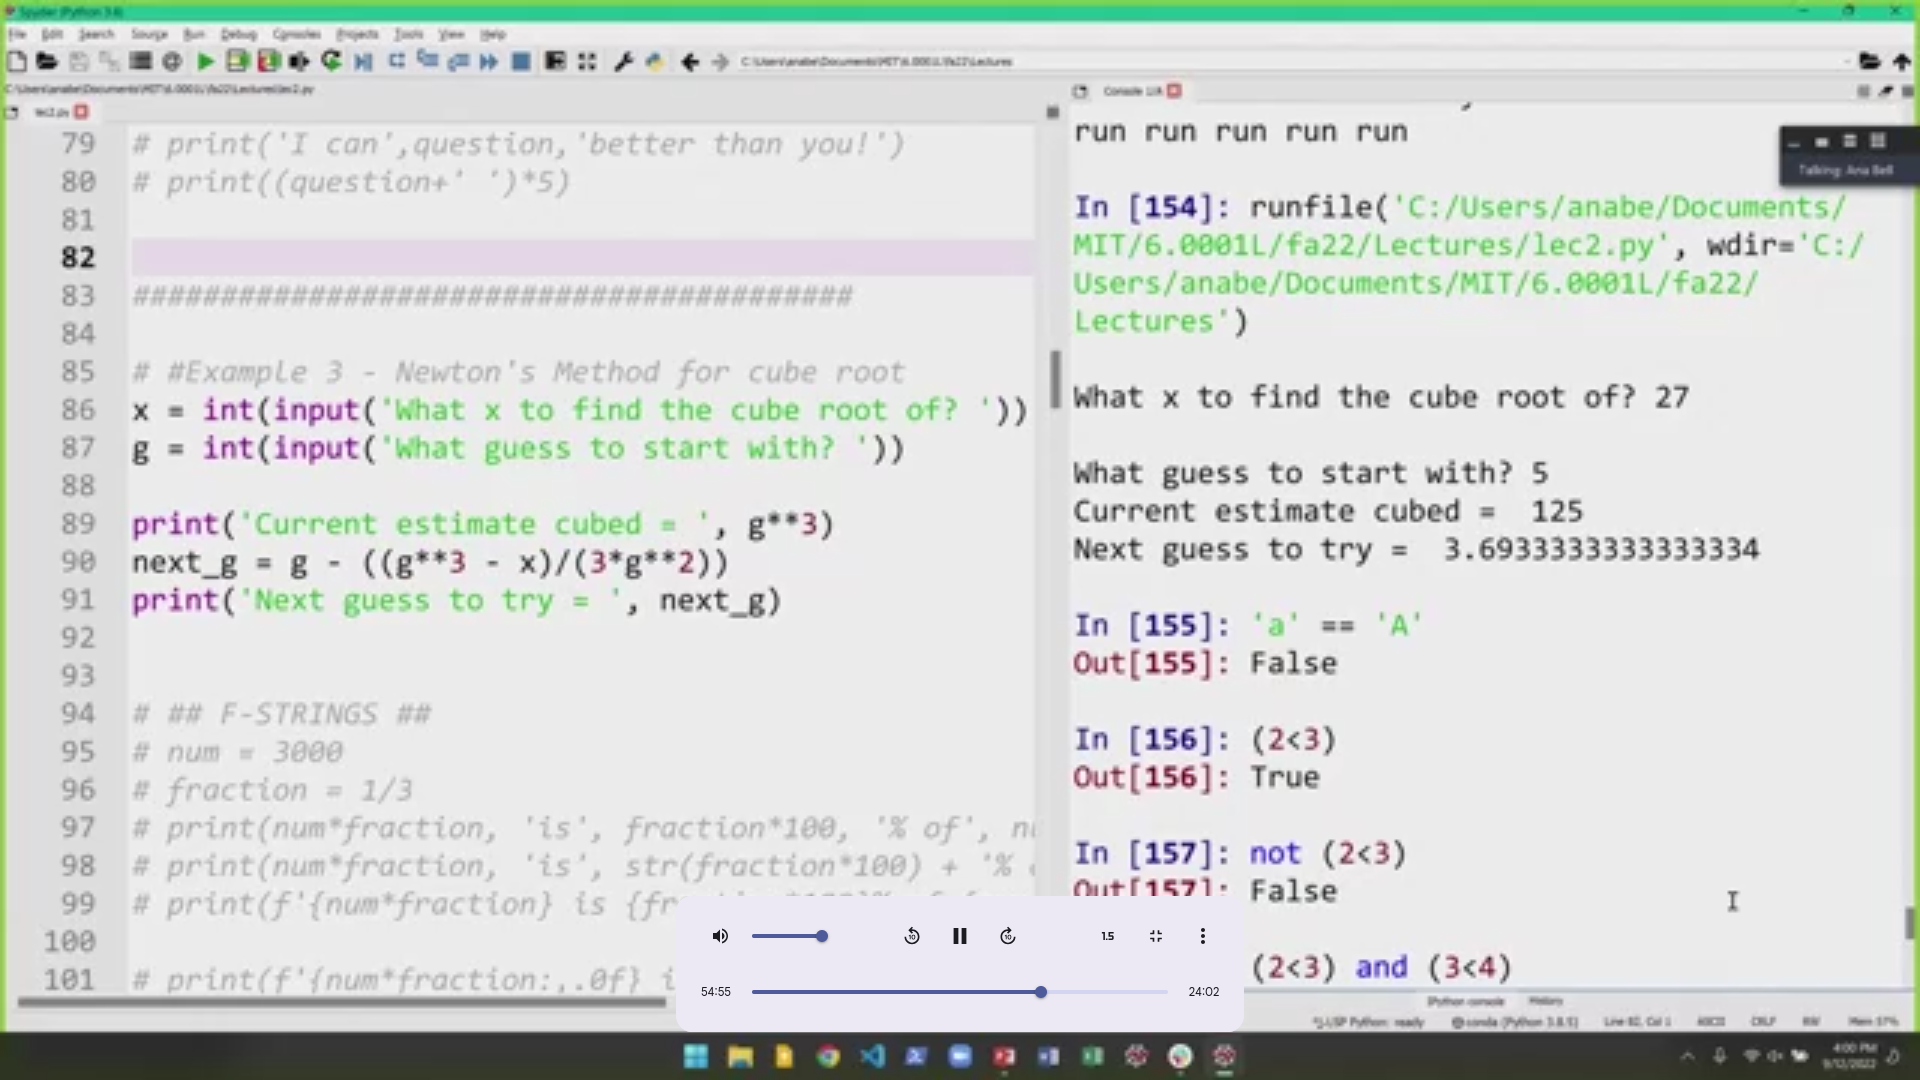 Spyder (Python 3.8)
File Edit Search Source Run Debug Consoles Projects Tools View Help
C:\Users\anabe\Documents\MIT\6.0001L\fa22\Lectures
C:\Users\anabe\Documents\MIT\6.0001L\fa22\Lectures\lec2.py
lec2.py
79 # print('I can',question,'better than you!')
80 # print((question+' ')*5)
81
82
83 #########################################
84
85 # #Example 3 - Newton's Method for cube root
86 x = int(input('What x to find the cube root of? '))
87 g = int(input('What guess to start with? '))
88
89 print('Current estimate cubed = ', g**3)
90 next_g = g - ((g**3 - x)/(3*g**2))
91 print('Next guess to try = ', next_g)
92
93
94 # ## F-STRINGS ##
95 # num = 3000
96 # fraction = 1/3
97 # print(num*fraction, 'is', fraction*100, '% of',
98 # print(num*fraction, 'is', str(fraction*100) + '%
99 # print(f'{num*fraction} is
100
101 # print(f'{num*fraction:,.0f}
Console 1/A
run run run run run
In [154]: runfile('C:/Users/anabe/Documents/
MIT/6.0001L/fa22/Lectures/lec2.py', wdir='C:/
Users/anabe/Documents/MIT/6.0001L/fa22/
Lectures')
What x to find the cube root of? 27
What guess to start with? 5
Current estimate cubed =  125
Next guess to try =  3.6933333333333334
In [155]: 'a' == 'A'
Out[155]: False
In [156]: (2<3)
Out[156]: True
In [157]: not (2<3)
Out[157]: False
(2<3) and (3<4)
Talking: Ana Bell
1.5
54:55
24:02
IPython console History
LSP Python: ready conda (Python 3.8.5) Line 82, Col 1 ASCII CRLF RW Mem 57%
4:00 PM
9/12/2022